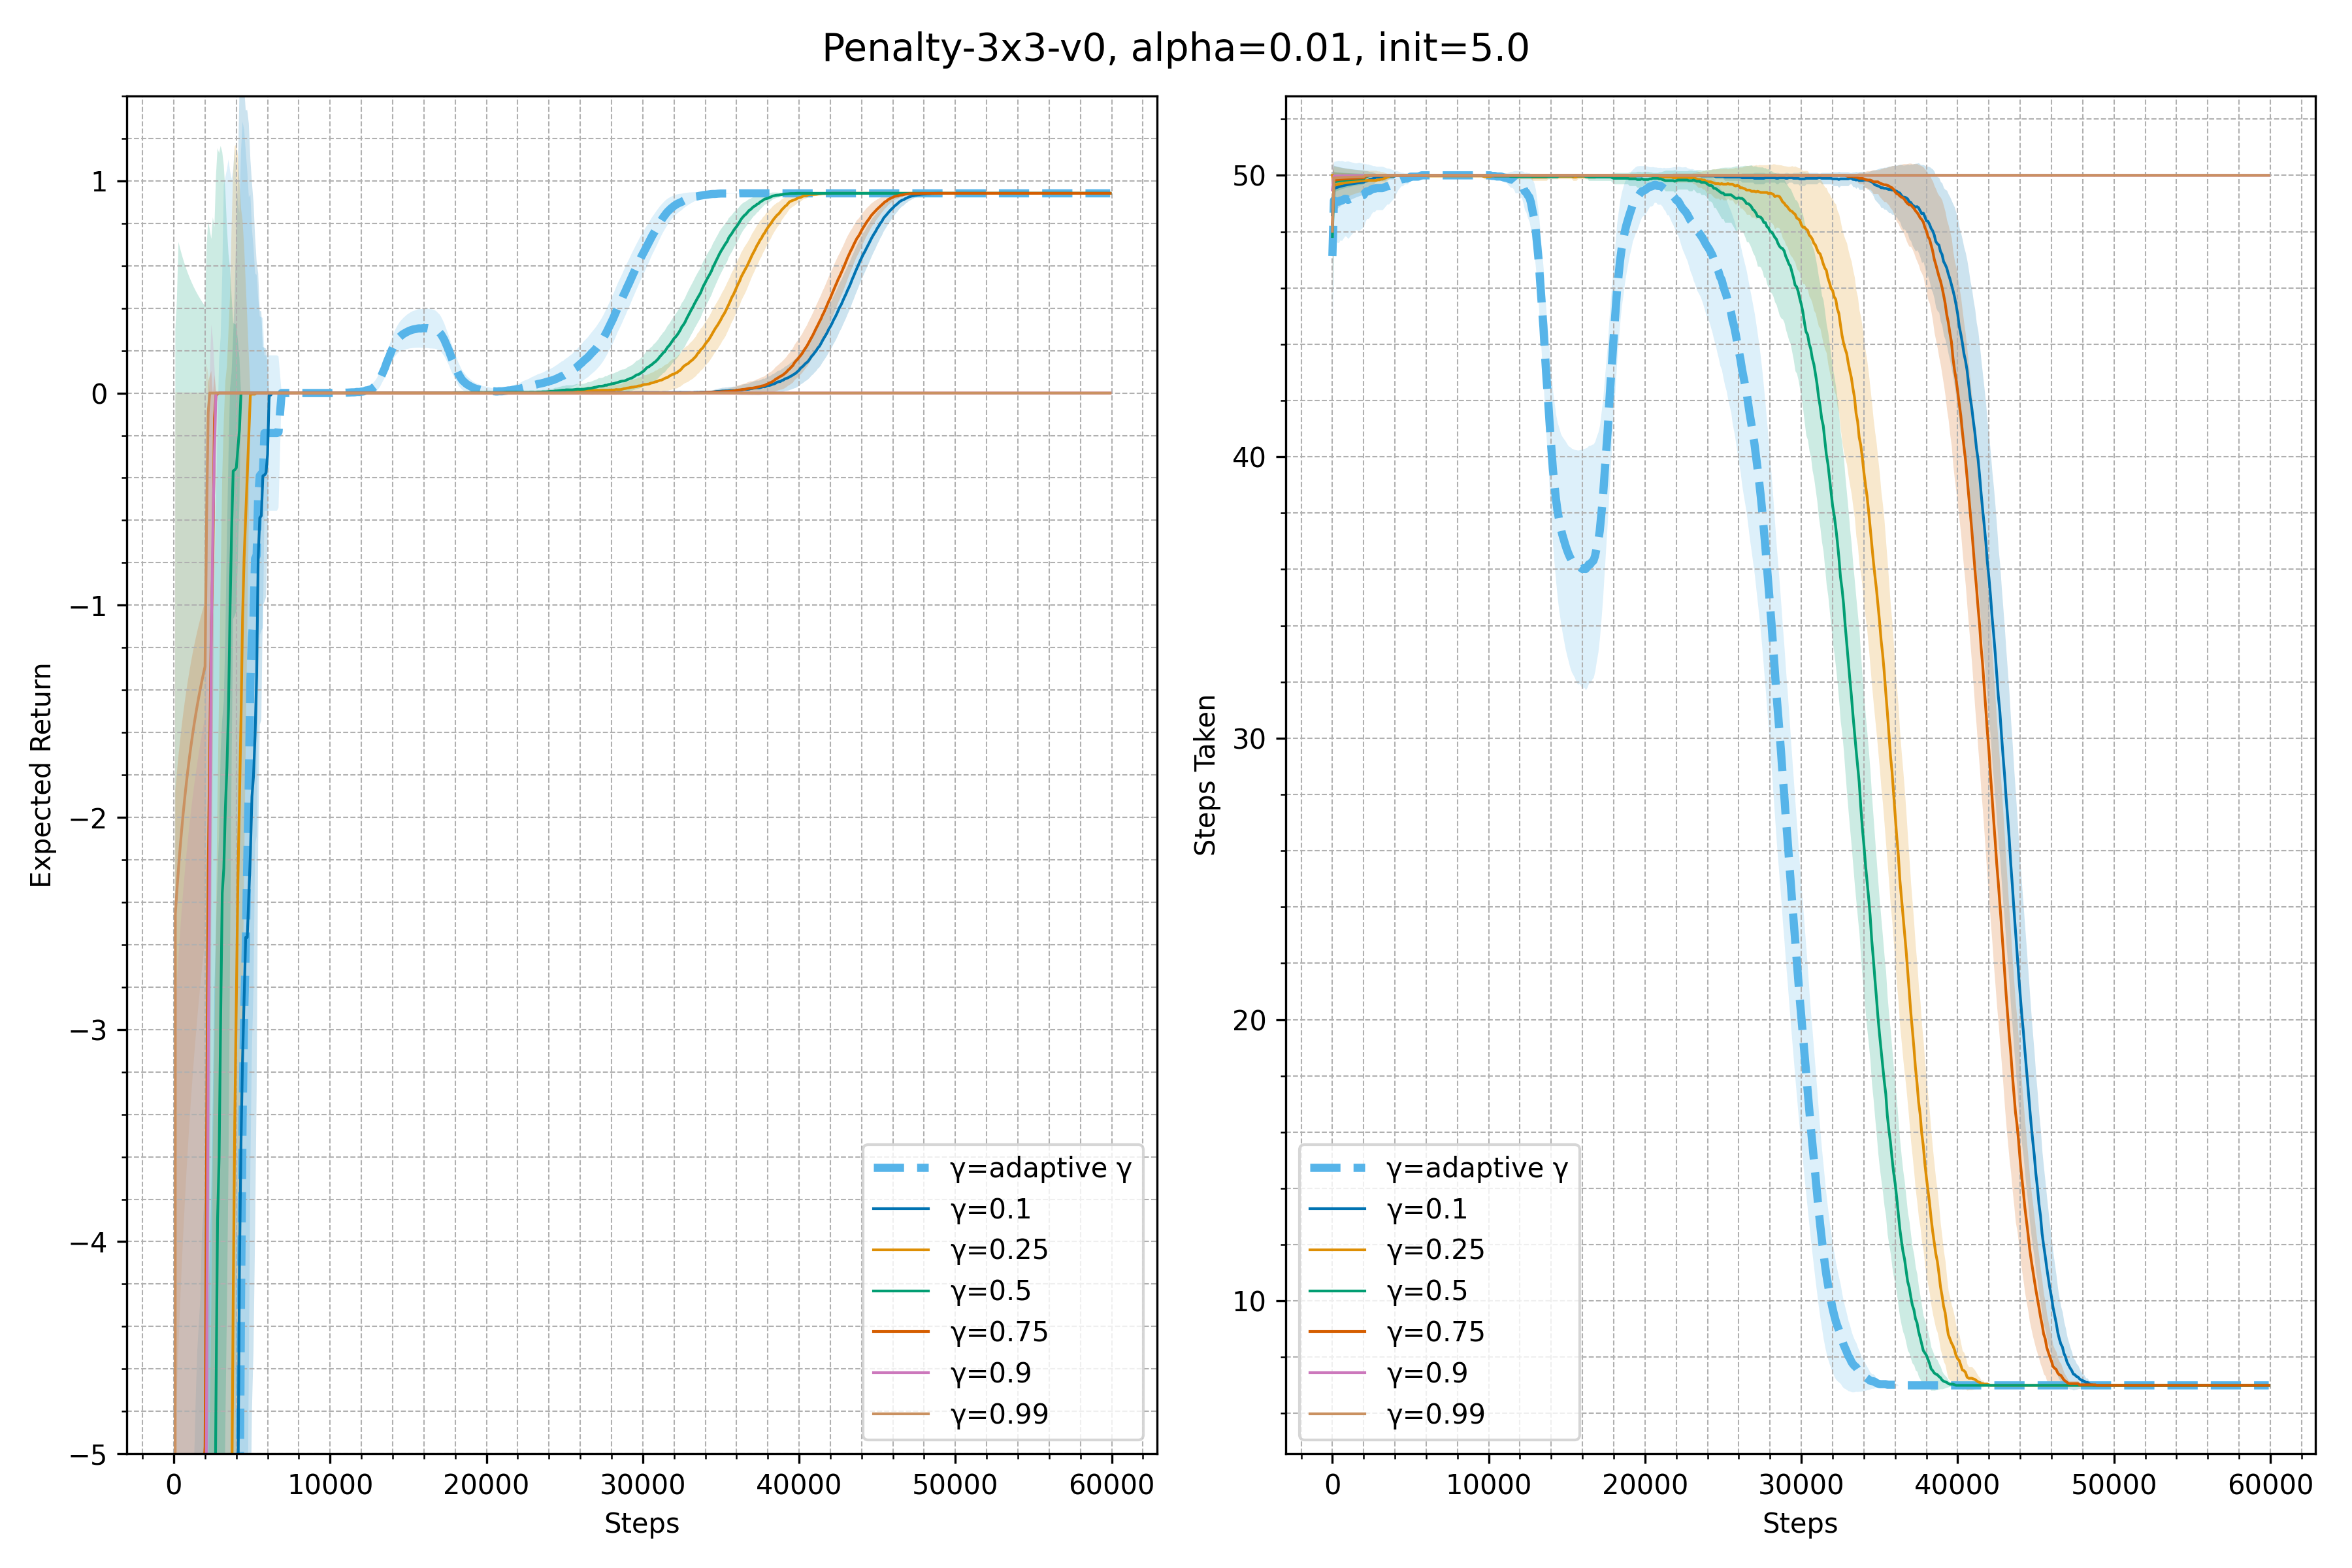 Penalty-3x3-v0, alpha=0.01, init=5.0
Expected Return
1
0
−1
−2
−3
−4
−5
0 10000 20000 30000 40000 50000 60000
Steps
γ=adaptive γ
γ=0.1
γ=0.25
γ=0.5
γ=0.75
γ=0.9
γ=0.99
Steps Taken
50
40
30
20
10
0 10000 20000 30000 40000 50000 60000
Steps
γ=adaptive γ
γ=0.1
γ=0.25
γ=0.5
γ=0.75
γ=0.9
γ=0.99